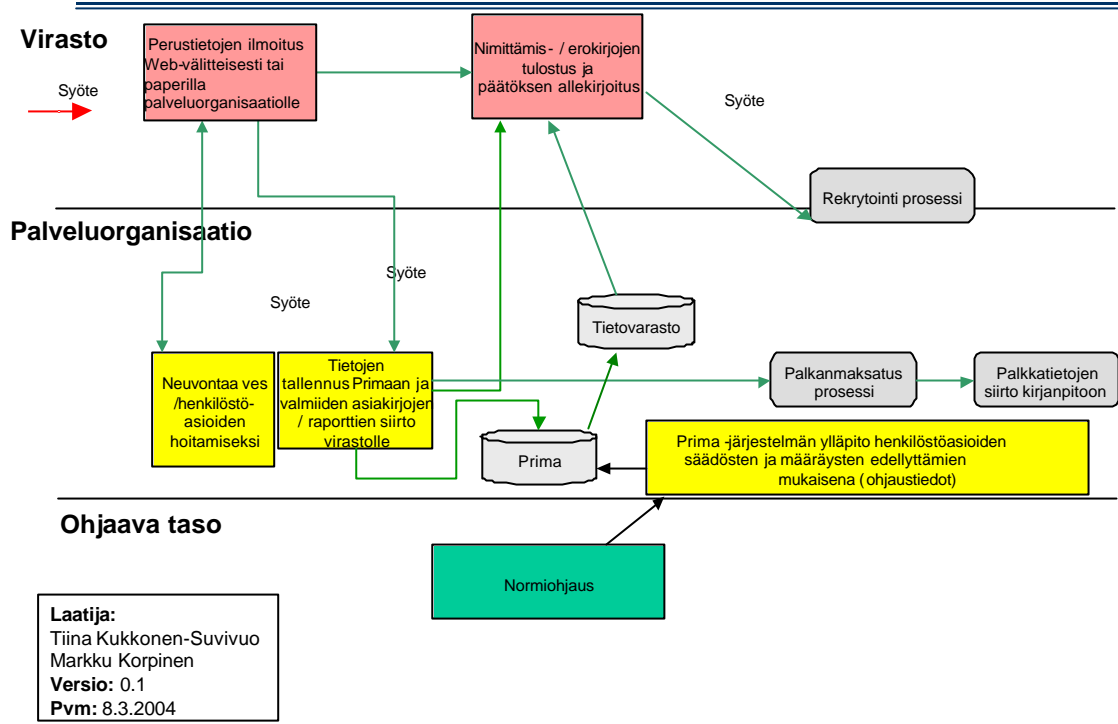 Virasto
Syöte
Perustietojen ilmoitus
Web-välitteisesti tai
paperilla
palveluorganisaatiolle
Nimittämis- / erokirjojen
tulostus ja
päätöksen allekirjoitus
Syöte
Rekrytointi prosessi
Palveluorganisaatio
Syöte
Syöte
Tietovarasto
Neuvontaa ves
/henkilöstö-
asioiden
hoitamiseksi
Tietojen
tallennus Primaan ja
valmiiden asiakirjojen
/ raporttien siirto
virastolle
Prima
Palkanmaksatus
prosessi
Palkkatietojen
siirto kirjanpitoon
Prima -järjestelmän ylläpito henkilöstöasioiden
säädösten ja määräysten edellyttämien
mukaisena (ohjaustiedot)
Ohjaava taso
Normiohjaus
Laatija:
Tiina Kukkonen-Suvivuo
Markku Korpinen
Versio: 0.1
Pvm: 8.3.2004